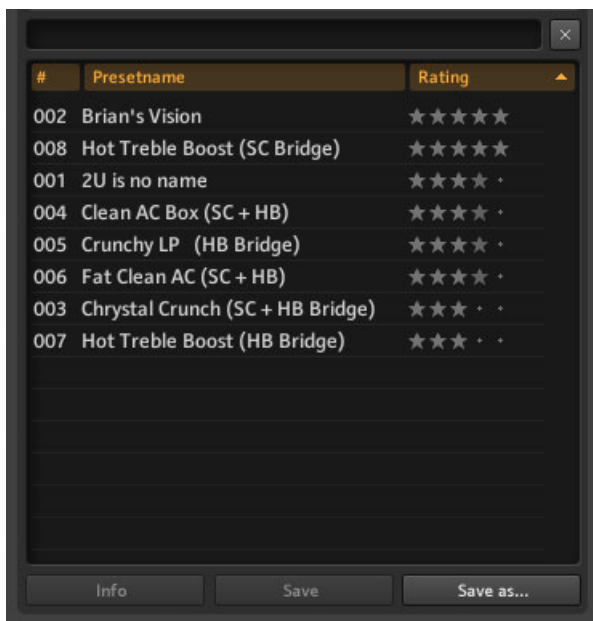 # Presetname Rating
002 Brian's Vision
008 Hot Treble Boost (SC Bridge)
001 2U is no name
004 Clean AC Box (SC + HB)
005 Crunchy LP (HB Bridge)
006 Fat Clean AC (SC + HB)
003 Chrystal Crunch (SC + HB Bridge)
007 Hot Treble Boost (HB Bridge)
Info Save Save as...